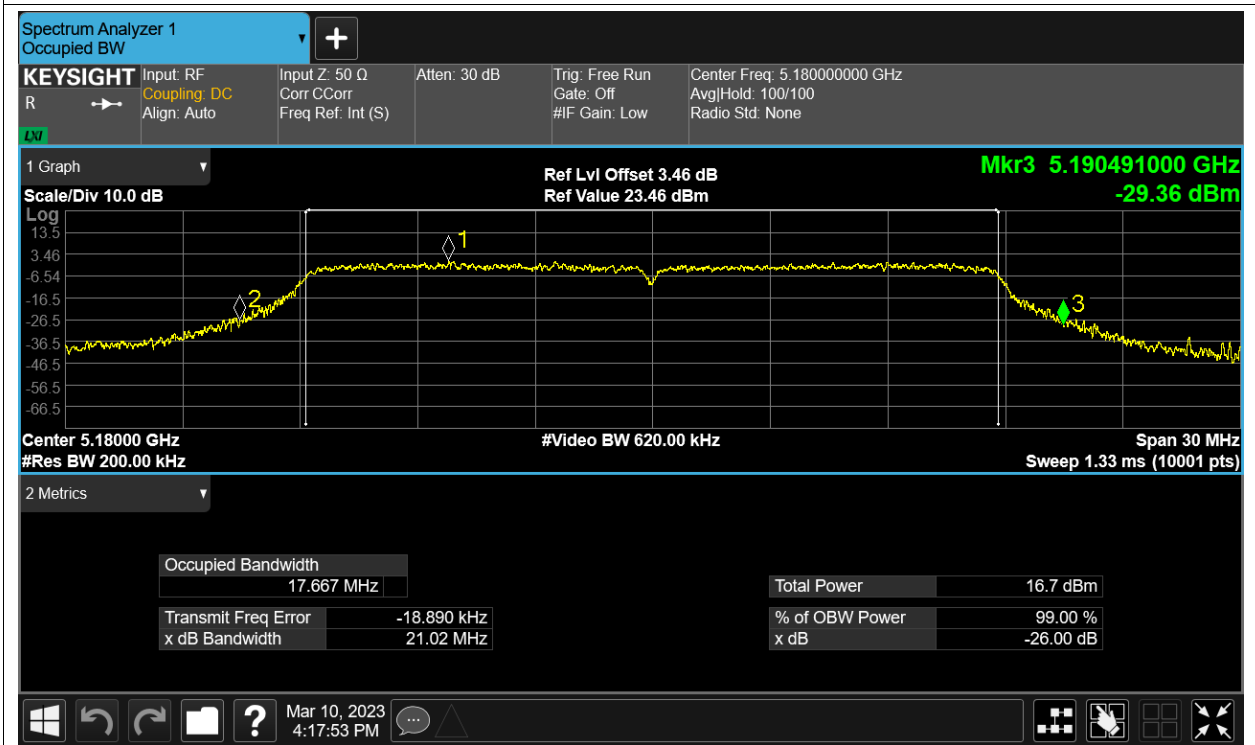 Spectrum Analyzer 1
Occupied BW
KEYSIGHT
R
LXI
Input: RF
Coupling: DC
Align: Auto
Input Z: 50 Ω
Corr CCorr
Freq Ref: Int (S)
Atten: 30 dB
Trig: Free Run
Gate: Off
#IF Gain: Low
Center Freq: 5.180000000 GHz
Avg|Hold: 100/100
Radio Std: None
1 Graph
Scale/Div 10.0 dB
Ref Lvl Offset 3.46 dB
Ref Value 23.46 dBm
Mkr3 5.190491000 GHz
-29.36 dBm
Log
13.5
3.46
-6.54
-16.5
-26.5
-36.5
-46.5
-56.5
-66.5
1
2
3
Center 5.18000 GHz
#Res BW 200.00 kHz
#Video BW 620.00 kHz
Span 30 MHz
Sweep 1.33 ms (10001 pts)
2 Metrics
Occupied Bandwidth
17.667 MHz
Transmit Freq Error -18.890 kHz
x dB Bandwidth 21.02 MHz
Total Power 16.7 dBm
% of OBW Power 99.00 %
x dB -26.00 dB
?
Mar 10, 2023
4:17:53 PM